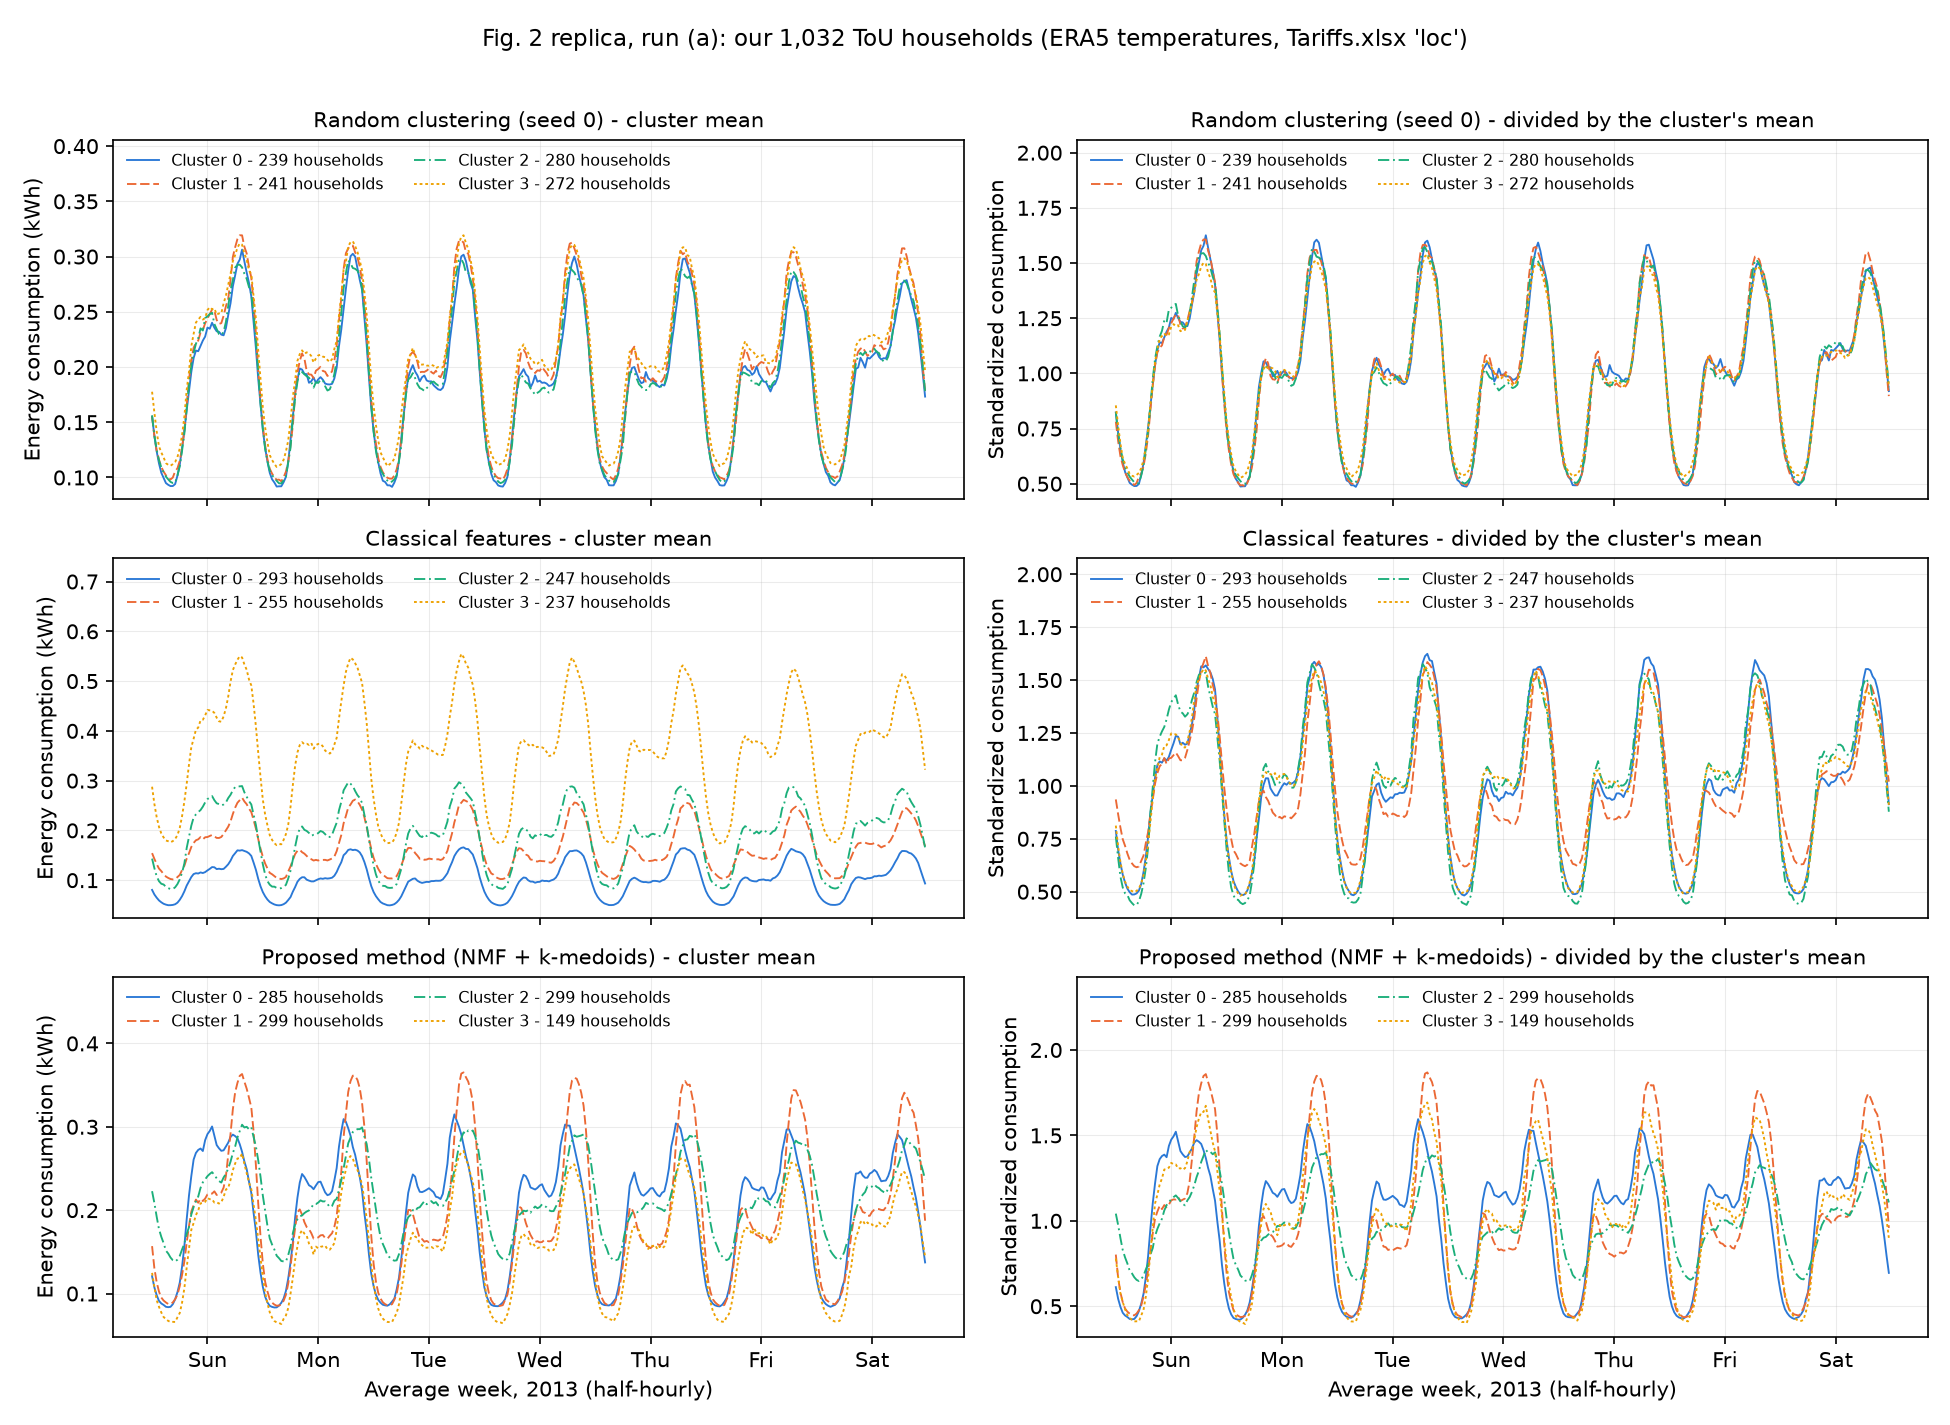 Fig. 2 replica, run (a): our 1,032 ToU households (ERA5 temperatures, Tariffs.xlsx 'loc')
Random clustering (seed 0) - cluster mean
Energy consumption (kWh)
0.40
0.35
0.30
0.25
0.20
0.15
0.10
Cluster 0 - 239 households
Cluster 1 - 241 households
Cluster 2 - 280 households
Cluster 3 - 272 households
Random clustering (seed 0) - divided by the cluster's mean
Standardized consumption
2.00
1.75
1.50
1.25
1.00
0.75
0.50
Cluster 0 - 239 households
Cluster 1 - 241 households
Cluster 2 - 280 households
Cluster 3 - 272 households
Classical features - cluster mean
Energy consumption (kWh)
0.7
0.6
0.5
0.4
0.3
0.2
0.1
Cluster 0 - 293 households
Cluster 1 - 255 households
Cluster 2 - 247 households
Cluster 3 - 237 households
Classical features - divided by the cluster's mean
Standardized consumption
2.00
1.75
1.50
1.25
1.00
0.75
0.50
Cluster 0 - 293 households
Cluster 1 - 255 households
Cluster 2 - 247 households
Cluster 3 - 237 households
Proposed method (NMF + k-medoids) - cluster mean
Energy consumption (kWh)
0.4
0.3
0.2
0.1
Cluster 0 - 285 households
Cluster 1 - 299 households
Cluster 2 - 299 households
Cluster 3 - 149 households
Sun Mon Tue Wed Thu Fri Sat
Average week, 2013 (half-hourly)
Proposed method (NMF + k-medoids) - divided by the cluster's mean
Standardized consumption
2.0
1.5
1.0
0.5
Cluster 0 - 285 households
Cluster 1 - 299 households
Cluster 2 - 299 households
Cluster 3 - 149 households
Sun Mon Tue Wed Thu Fri Sat
Average week, 2013 (half-hourly)